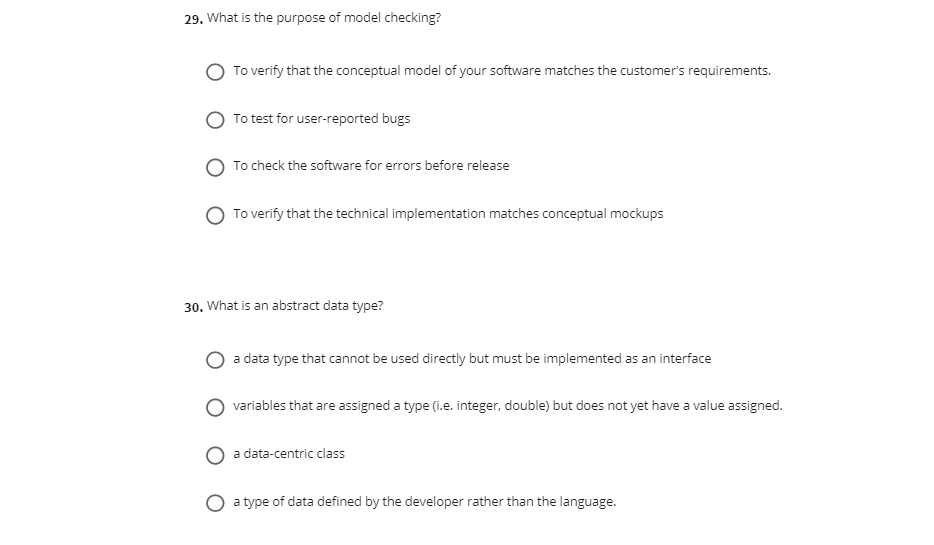 29. What is the purpose of model checking?
To verify that the conceptual model of your software matches the customer's requirements.
To test for user-reported bugs
To check the software for errors before release
To verify that the technical implementation matches conceptual mockups
30. What is an abstract data type?
a data type that cannot be used directly but must be implemented as an interface
variables that are assigned a type (i.e. integer, double) but does not yet have a value assigned.
a data-centric class
a type of data defined by the developer rather than the language.